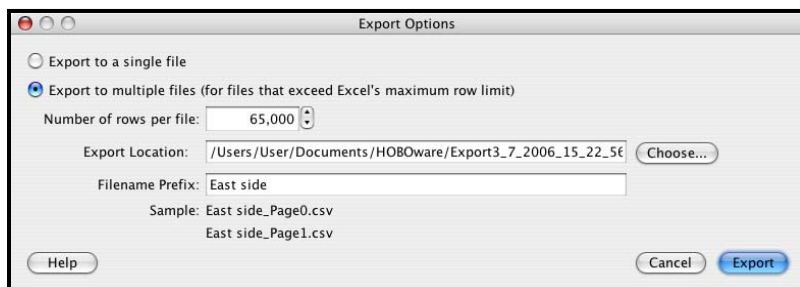 Export Options
Export to a single file
Export to multiple files (for files that exceed Excel's maximum row limit)
Number of rows per file: 65,000
Export Location: /Users/User/Documents/HOBOware/Export3_7_2006_15_22_56 Choose...
Filename Prefix: East side
Sample: East side_Page0.csv
East side_Page1.csv
Help Cancel Export